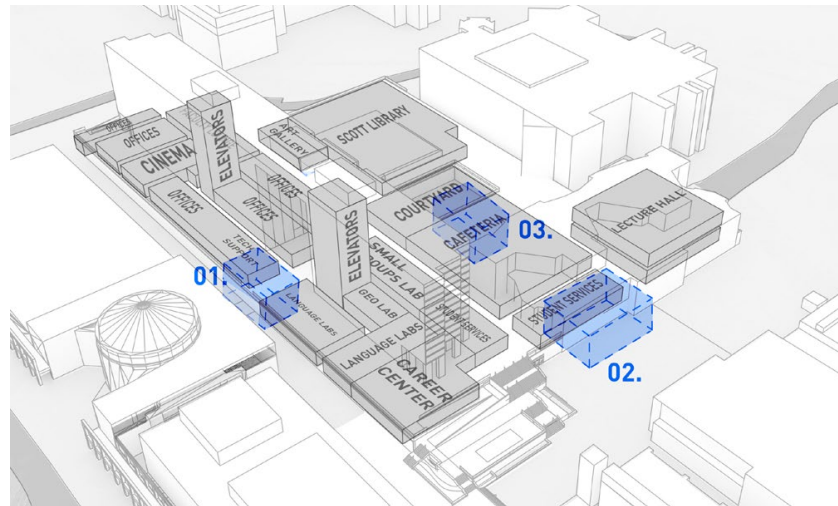 OFFICES
OFFICES
CINEMA
ELEVATORS
ART
GALLERY
SCOTT LIBRARY
OFFICES
OFFICES
OFFICES
TECH
SUPPORT
COURTYARD
CAFETERIA
LECTURE HALL
ELEVATORS
SMALL
GROUPS LAB
GEO LAB
LANGUAGE LABS
STUDENT SERVICES
STUDENT SERVICES
LANGUAGE LABS
CAREER
CENTER
01.
02.
03.